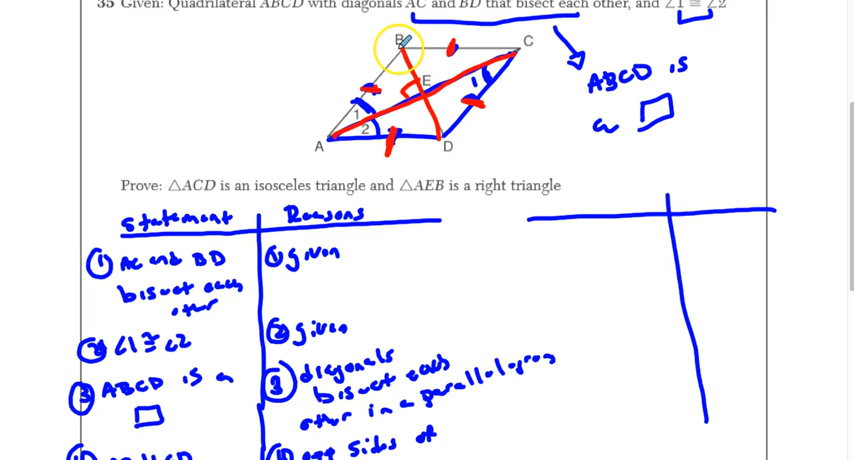 35 Given: Quadrilateral ABCD with diagonals AC and BD that bisect each other, and ∠1 ≅ ∠2
B
C
E
1
1
2
A
D
ABCD is
a ▱
Prove: △ACD is an isosceles triangle and △AEB is a right triangle
Statement
Reasons
① AC and BD
bisect each
other
① given
② ∠1 ≅ ∠2
② given
③ ABCD is a
▱
③ diagonals
bisect each
other in a parallelogram
④ opp sides of